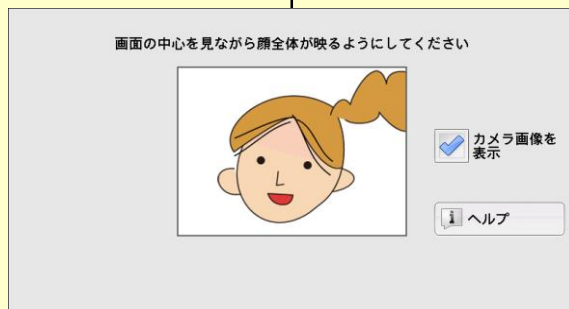 画面の中心を見ながら顔全体が映るようにしてください
カメラ画像を
表示
ヘルプ